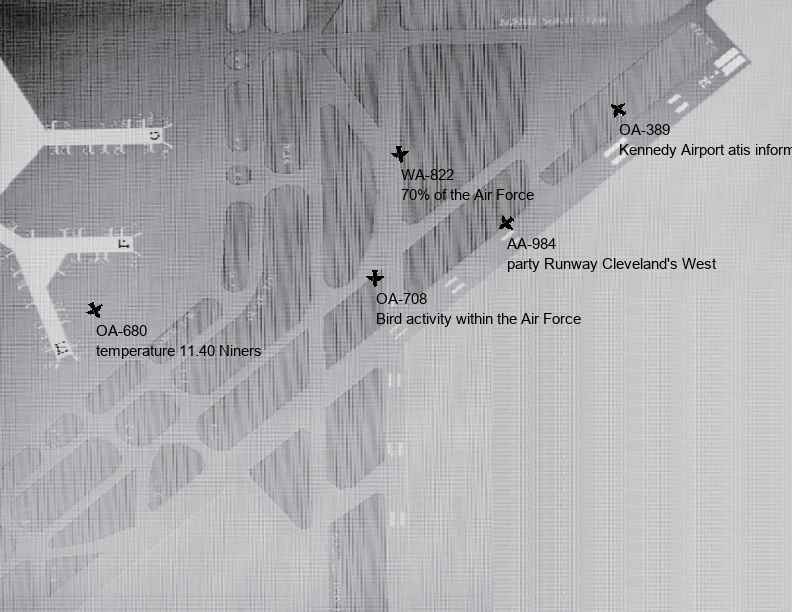 OA-389
Kennedy Airport atis inform
WA-822
70% of the Air Force
AA-984
party Runway Cleveland's West
OA-708
Bird activity within the Air Force
OA-680
temperature 11.40 Niners